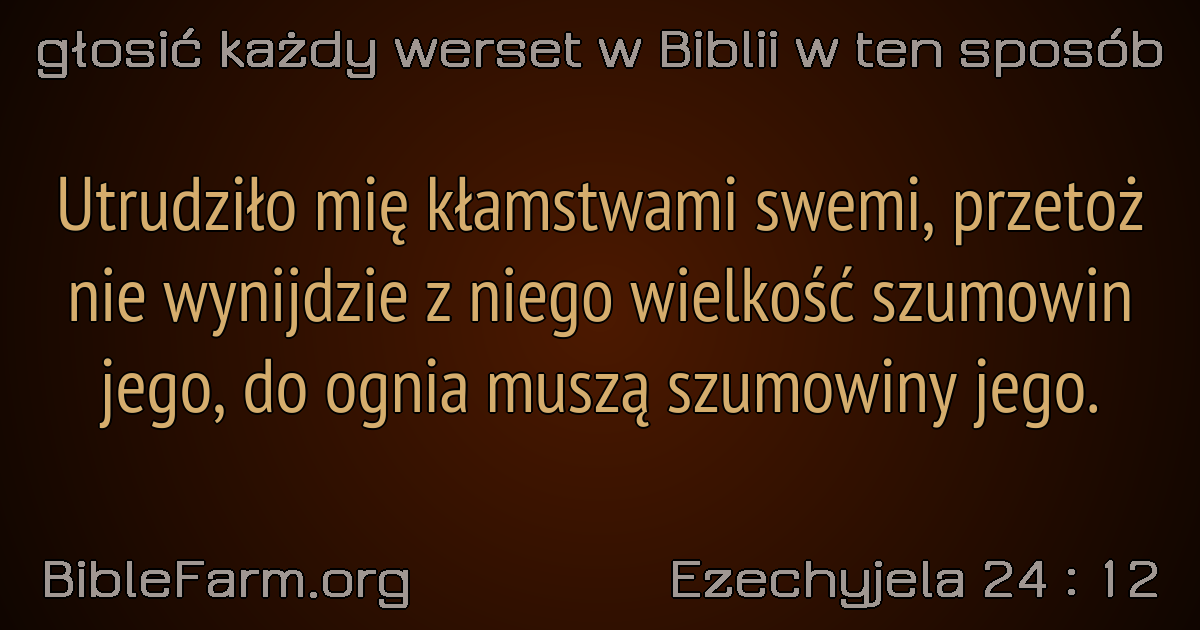 głosić każdy werset w Biblii w ten sposób
Utrudziło mię kłamstwami swemi, przetoż
nie wynijdzie z niego wielkość szumowin
jego, do ognia muszą szumowiny jego.
BibleFarm.org
Ezechyjela 24 : 12